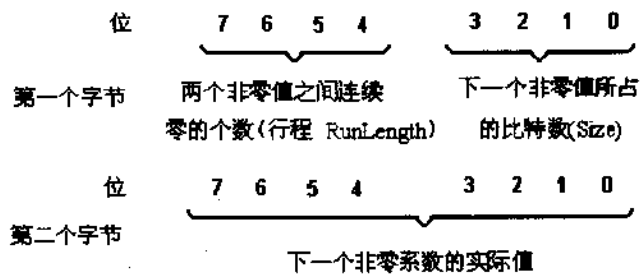 位 7 6 5 4 3 2 1 0
第一个字节
两个非零值之间连续
零的个数(行程 RunLength)
下一个非零值所占
的比特数(Size)
位 7 6 5 4 3 2 1 0
第二个字节
下一个非零系数的实际值